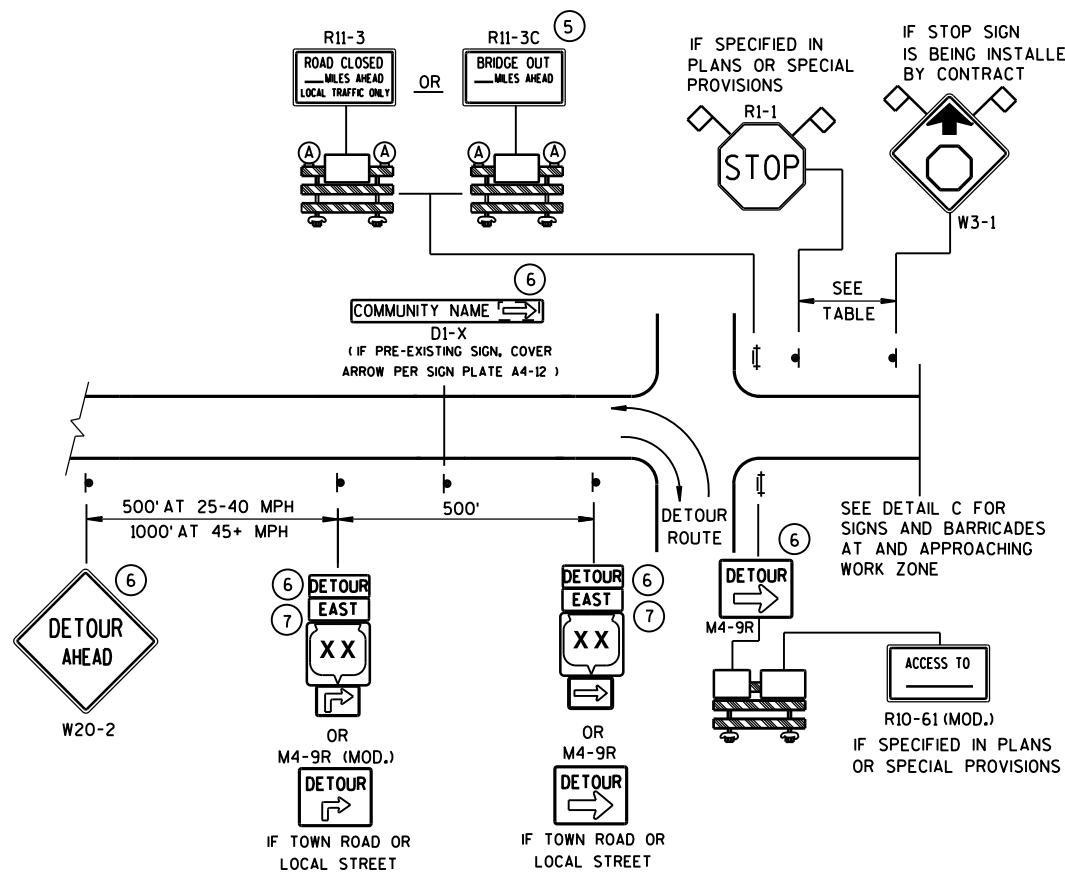 R11-3
ROAD CLOSED
___MILES AHEAD
LOCAL TRAFFIC ONLY
OR
R11-3C
5
BRIDGE OUT
___MILES AHEAD
A
A
A
A
IF SPECIFIED IN
PLANS OR SPECIAL
PROVISIONS
R1-1
STOP
IF STOP SIGN
IS BEING INSTALLE
BY CONTRACT
W3-1
SEE
TABLE
6
COMMUNITY NAME
D1-X
(IF PRE-EXISTING SIGN, COVER
ARROW PER SIGN PLATE A4-12)
500' AT 25-40 MPH
1000' AT 45+ MPH
500'
DETOUR
ROUTE
SEE DETAIL C FOR
SIGNS AND BARRICADES
AT AND APPROACHING
WORK ZONE
6
DETOUR
AHEAD
W20-2
6
DETOUR
7
EAST
XX
OR
M4-9R (MOD.)
DETOUR
IF TOWN ROAD OR
LOCAL STREET
DETOUR
6
EAST
7
XX
OR
M4-9R
DETOUR
IF TOWN ROAD OR
LOCAL STREET
6
DETOUR
M4-9R
ACCESS TO
________
R10-61 (MOD.)
IF SPECIFIED IN PLANS
OR SPECIAL PROVISIONS